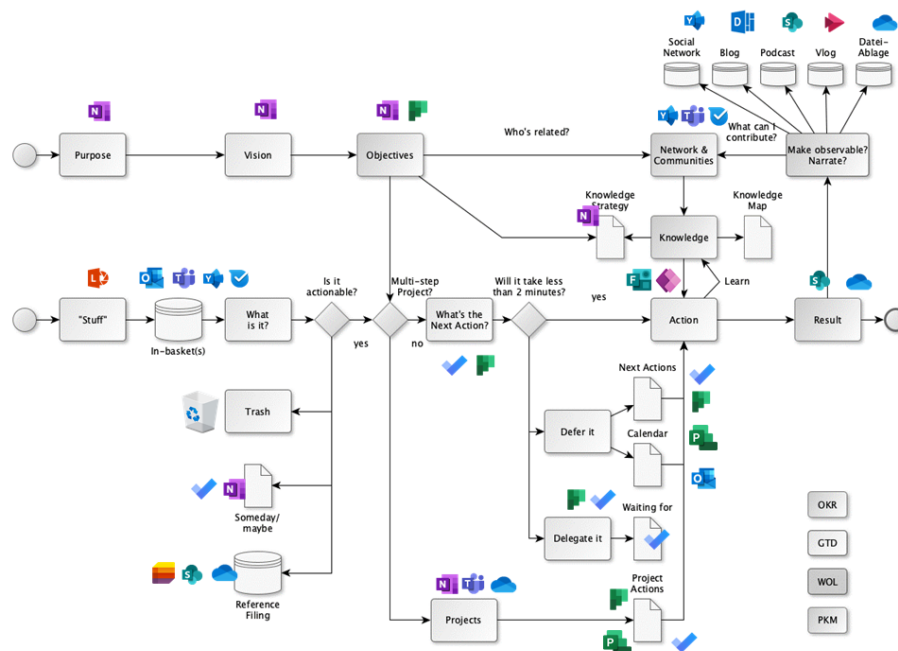 Social
Network
Blog
Podcast
Vlog
Datei-
Ablage
Who's related?
What can I
contribute?
Purpose
Vision
Objectives
Network &
Communities
Make observable?
Narrate?
Knowledge
Strategy
Knowledge
Map
Knowledge
Learn
Is it
actionable?
Multi-step
Project?
Will it take less
than 2 minutes?
yes
"Stuff"
In-basket(s)
What
is it?
yes
no
What's the
Next Action?
Action
Result
Trash
Next Actions
Defer it
Calendar
Someday/
maybe
Waiting for
Delegate it
Reference
Filing
Projects
Project
Actions
OKR
GTD
WOL
PKM